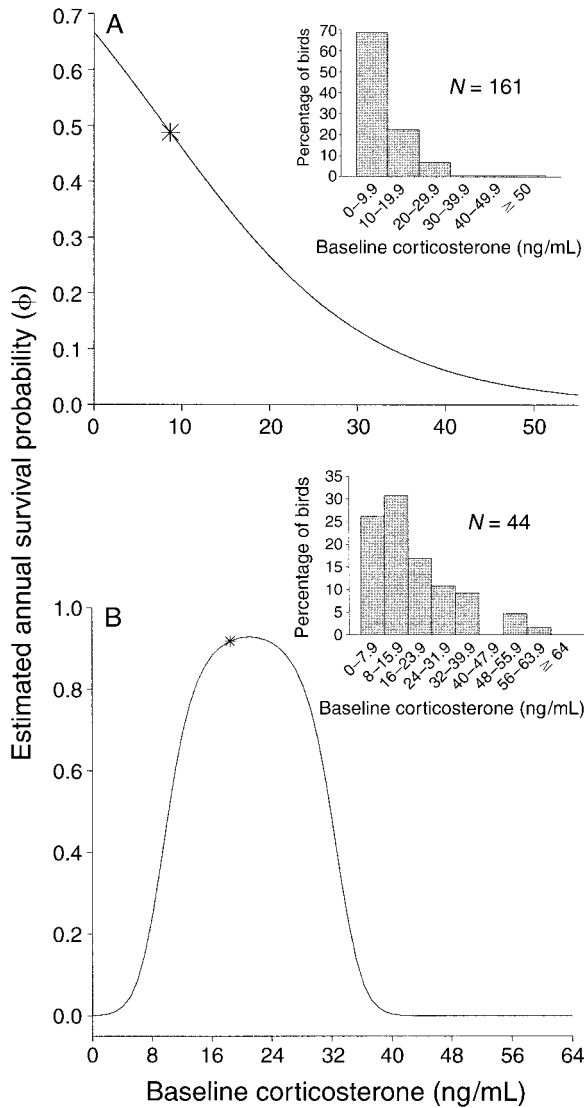 A
0.7
0.6
0.5
0.4
0.3
0.2
0.1
0.0
0 10 20 30 40 50
Percentage of birds
70
60
50
40
30
20
10
0
N = 161
0–9.9 10–19.9 20–29.9 30–39.9 40–49.9 ≥ 50
Baseline corticosterone (ng/mL)
Estimated annual survival probability (ϕ)
B
1.0
0.8
0.6
0.4
0.2
0.0
0 8 16 24 32 40 48 56 64
Percentage of birds
35
30
25
20
15
10
5
0
N = 44
0–7.9 8–15.9 16–23.9 24–31.9 32–39.9 40–47.9 48–55.9 56–63.9 ≥ 64
Baseline corticosterone (ng/mL)
Baseline corticosterone (ng/mL)